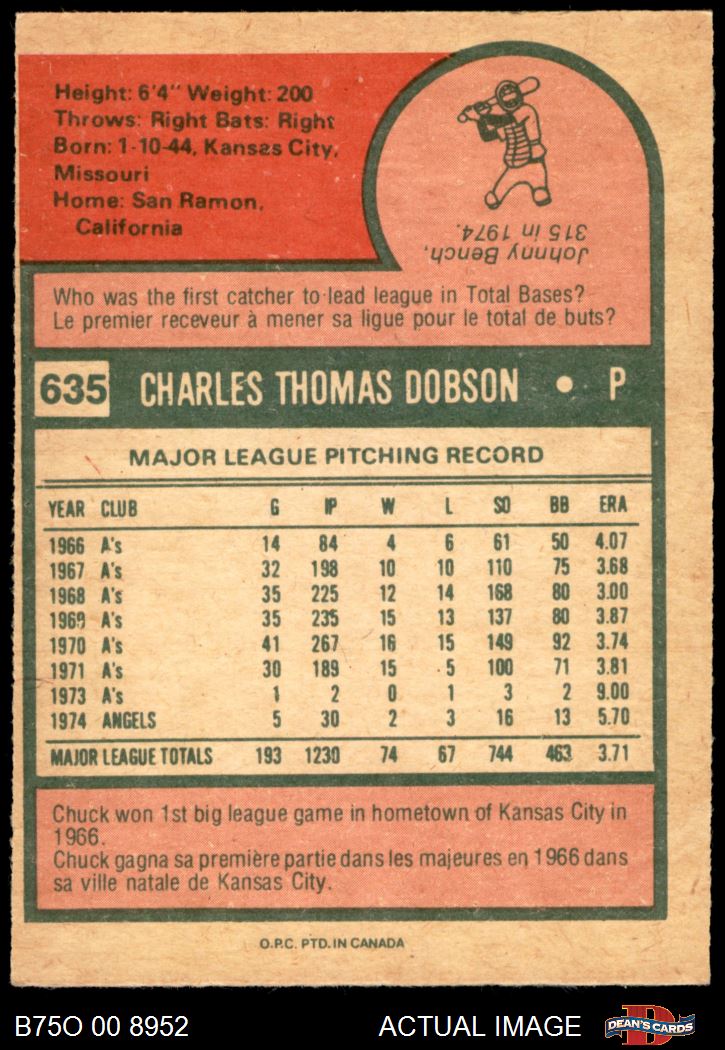 Height: 6'4" Weight: 200
Throws: Right Bats: Right
Born: 1-10-44, Kansas City,
Missouri
Home: San Ramon,
California
Johnny Bench,
315 in 1974.
Who was the first catcher to lead league in Total Bases?
Le premier receveur à mener sa ligue pour le total de buts?
635 CHARLES THOMAS DOBSON • P
MAJOR LEAGUE PITCHING RECORD
YEAR CLUB G IP W L SO BB ERA
1966 A's 14 84 4 6 61 50 4.07
1967 A's 32 198 10 10 110 75 3.68
1968 A's 35 225 12 14 168 80 3.00
1969 A's 35 235 15 13 137 80 3.87
1970 A's 41 267 16 15 149 92 3.74
1971 A's 30 189 15 5 100 71 3.81
1973 A's 1 2 0 1 3 2 9.00
1974 ANGELS 5 30 2 3 16 13 5.70
MAJOR LEAGUE TOTALS 193 1230 74 67 744 463 3.71
Chuck won 1st big league game in hometown of Kansas City in
1966.
Chuck gagna sa première partie dans les majeures en 1966 dans
sa ville natale de Kansas City.
O.P.C. PTD. IN CANADA
B75O 00 8952 ACTUAL IMAGE
D
DEAN'S CARDS